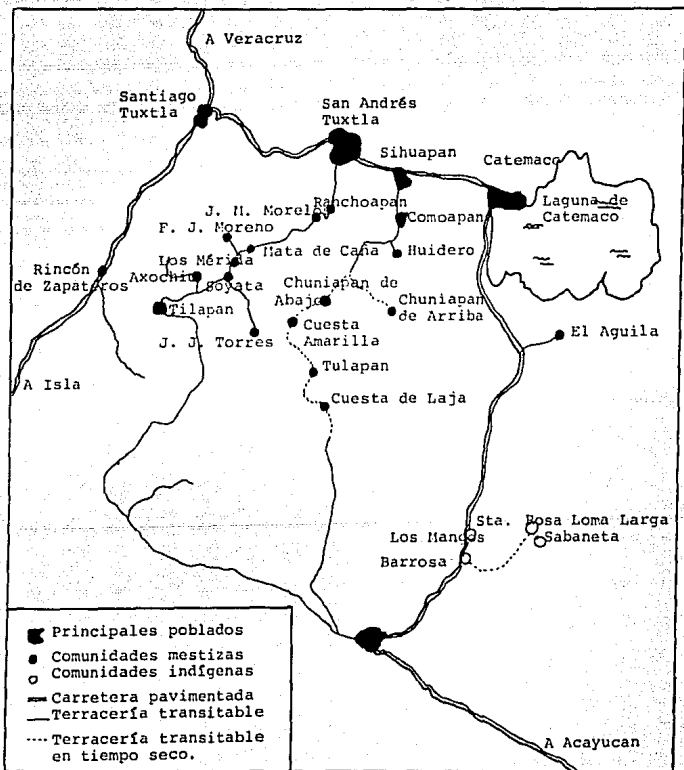 A Veracruz
Santiago
Tuxtla
San Andrés
Tuxtla
Sihuapan
Catemaco
Laguna de
Catemaco
J. M. Morelos
Ranchoapan
Comoapan
F. J. Moreno
Mata de Caña
Huidero
Los Mérida
Rincón
de Zapateros
Axochio
Soyata
Chuniapan de
Abajo
Chuniapan
de Arriba
Tilapan
Cuesta
Amarilla
J. J. Torres
El Aguila
Tulapan
A Isla
Cuesta de Laja
Sta. Rosa Loma Larga
Los Mangos
Sabaneta
Barrosa
Principales poblados
Comunidades mestizas
Comunidades indígenas
Carretera pavimentada
Terracería transitable
Terracería transitable
en tiempo seco.
A Acayucan